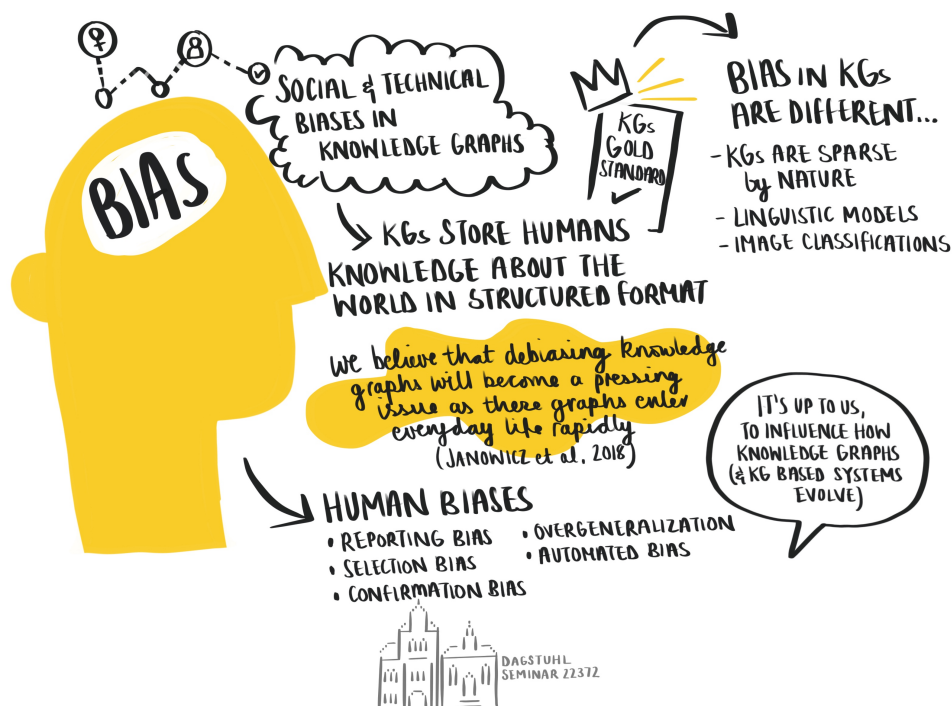 BIAS
SOCIAL & TECHNICAL
BIASES IN
KNOWLEDGE GRAPHS
KGs
GOLD
STANDARD
BIAS IN KGs
ARE DIFFERENT...
- KGs ARE SPARSE
by NATURE
- LINGUISTIC MODELS
- IMAGE CLASSIFICATIONS
KGs STORE HUMANS
KNOWLEDGE ABOUT THE
WORLD IN STRUCTURED FORMAT
we believe that debiasing knowledge
graphs will become a pressing
issue as these graphs enter
everyday life rapidly
(JANOWICZ et al, 2018)
IT'S UP TO US,
TO INFLUENCE HOW
KNOWLEDGE GRAPHS
(& KG BASED SYSTEMS
EVOLVE)
HUMAN BIASES
• REPORTING BIAS
• SELECTION BIAS
• CONFIRMATION BIAS
• OVERGENERALIZATION
• AUTOMATED BIAS
DAGSTUHL
SEMINAR 22372